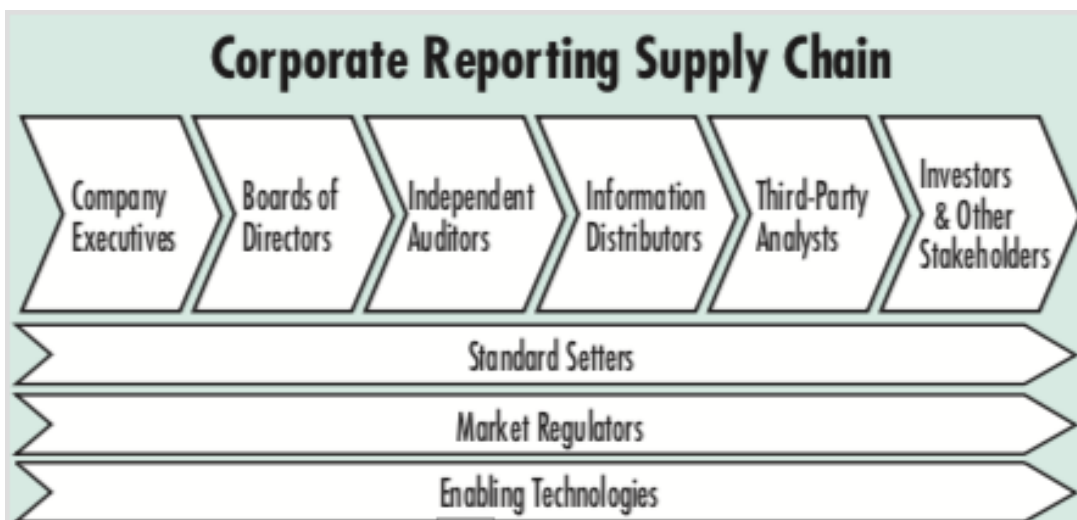 Corporate Reporting Supply Chain
Company
Executives
Boards of
Directors
Independent
Auditors
Information
Distributors
Third-Party
Analysts
Investors
& Other
Stakeholders
Standard Setters
Market Regulators
Enabling Technologies